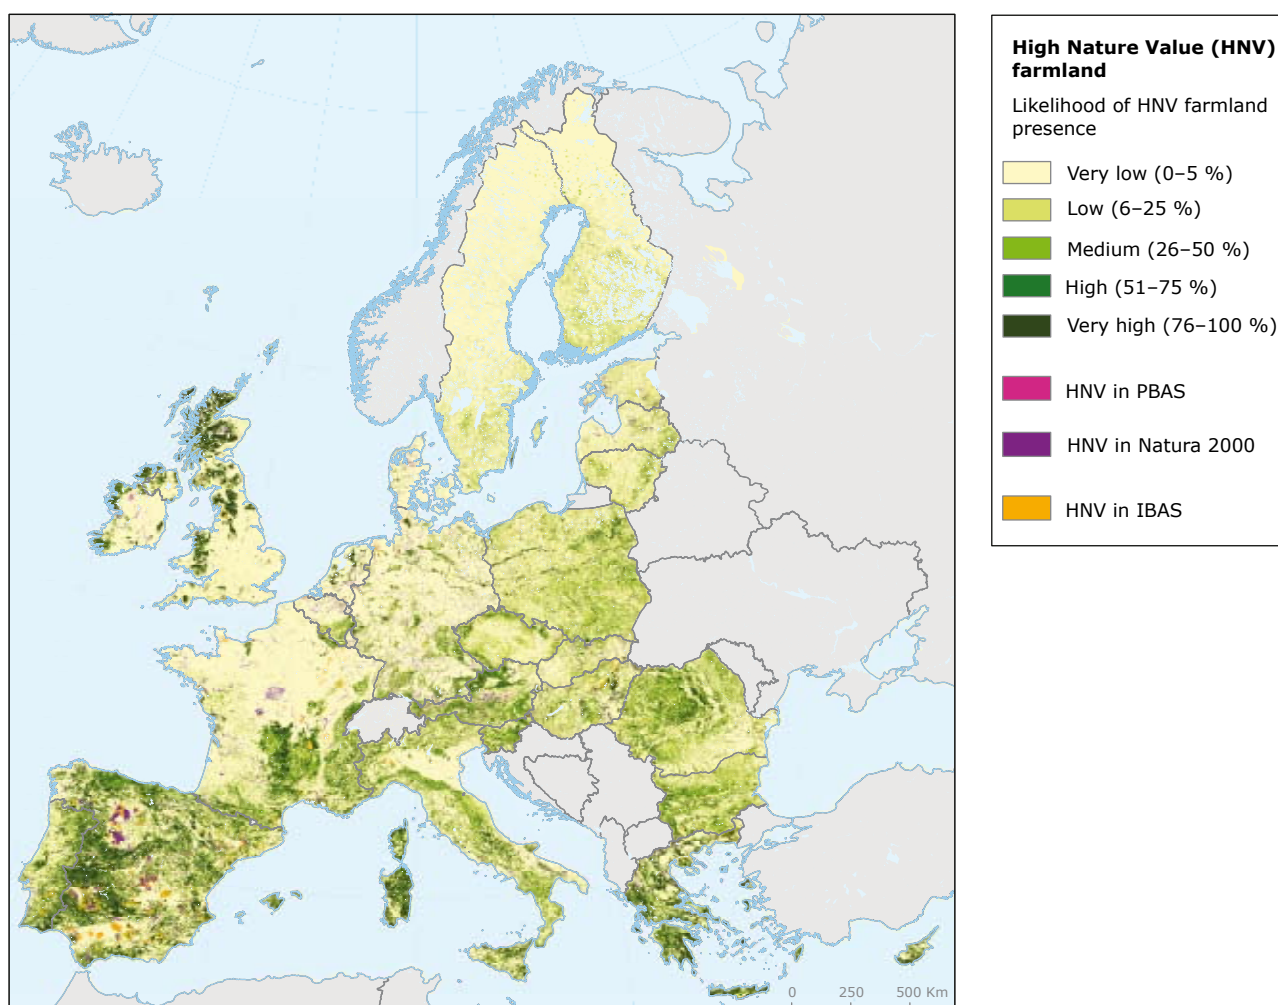 High Nature Value (HNV)
farmland
Likelihood of HNV farmland
presence
Very low (0–5 %)
Low (6–25 %)
Medium (26–50 %)
High (51–75 %)
Very high (76–100 %)
HNV in PBAS
HNV in Natura 2000
HNV in IBAS
0 250 500 Km